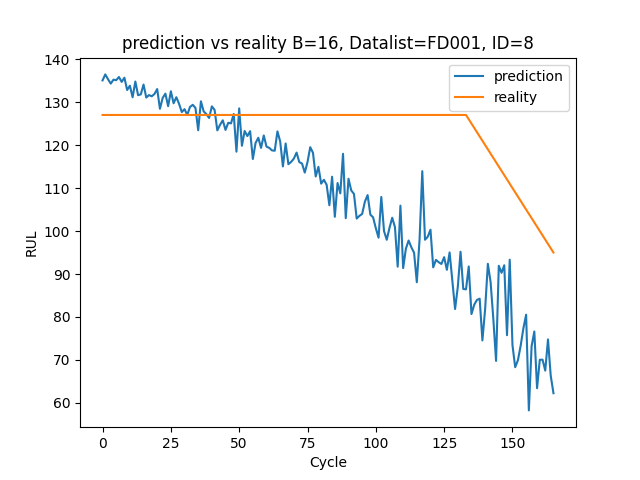 prediction vs reality B=16, Datalist=FD001, ID=8
prediction
reality
RUL
140
130
120
110
100
90
80
70
60
0 25 50 75 100 125 150
Cycle